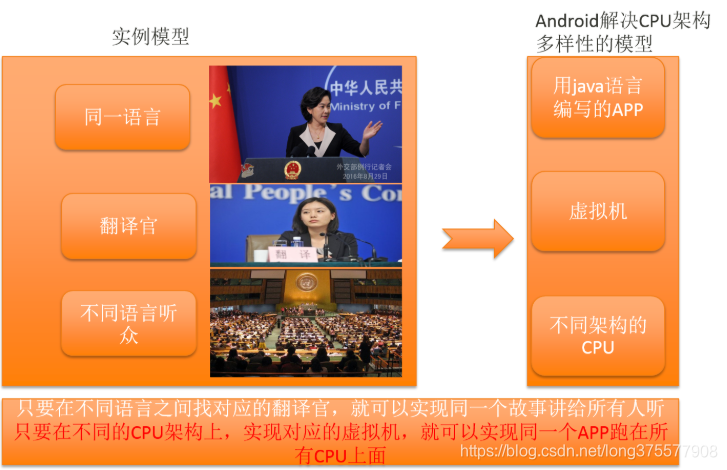 实例模型
Android解决CPU架构
多样性的模型
同一语言
翻译官
不同语言听
众
中华人民共
Ministry of F
外交部例行记者会
2016年8月29日
al People's Con
翻 译
用java语言
编写的APP
虚拟机
不同架构的
CPU
只要在不同语言之间找对应的翻译官，就可以实现同一个故事讲给所有人听
只要在不同的CPU架构上，实现对应的虚拟机，就可以实现同一个APP跑在所
有CPU上面
https://blog.csdn.net/long375577908